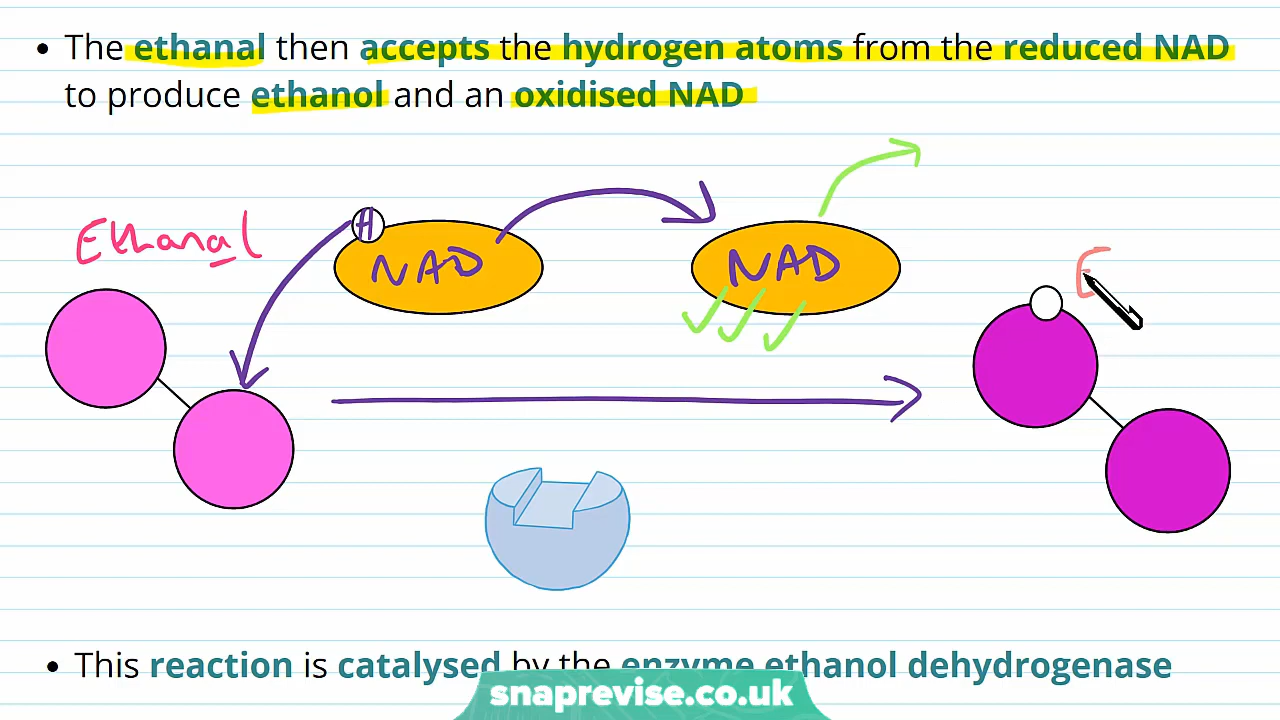 • The ethanal then accepts the hydrogen atoms from the reduced NAD
to produce ethanol and an oxidised NAD
Ethanal
H
NAD
NAD
E
• This reaction is catalysed by the enzyme ethanol dehydrogenase
snaprevise.co.uk